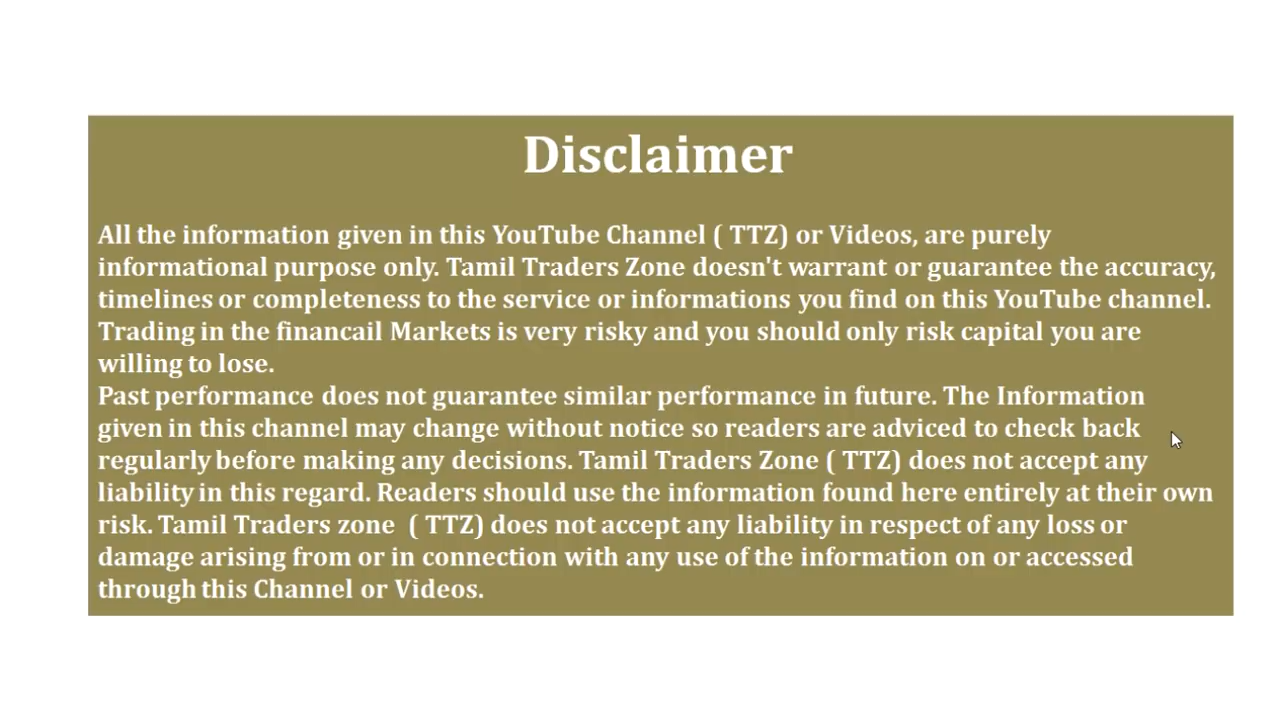 Disclaimer
All the information given in this YouTube Channel ( TTZ) or Videos, are purely
informational purpose only. Tamil Traders Zone doesn't warrant or guarantee the accuracy,
timelines or completeness to the service or informations you find on this YouTube channel.
Trading in the financail Markets is very risky and you should only risk capital you are
willing to lose.
Past performance does not guarantee similar performance in future. The Information
given in this channel may change without notice so readers are adviced to check back
regularly before making any decisions. Tamil Traders Zone ( TTZ) does not accept any
liability in this regard. Readers should use the information found here entirely at their own
risk. Tamil Traders zone  ( TTZ) does not accept any liability in respect of any loss or
damage arising from or in connection with any use of the information on or accessed
through this Channel or Videos.